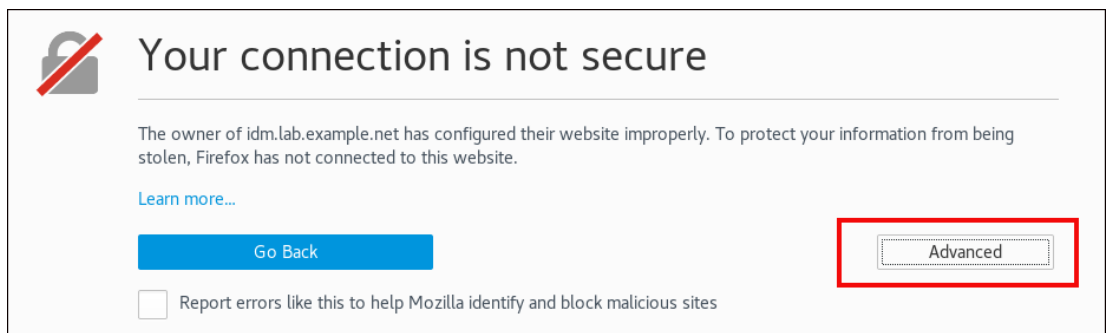 Your connection is not secure
The owner of idm.lab.example.net has configured their website improperly. To protect your information from being
stolen, Firefox has not connected to this website.
Learn more...
Go Back
Advanced
Report errors like this to help Mozilla identify and block malicious sites